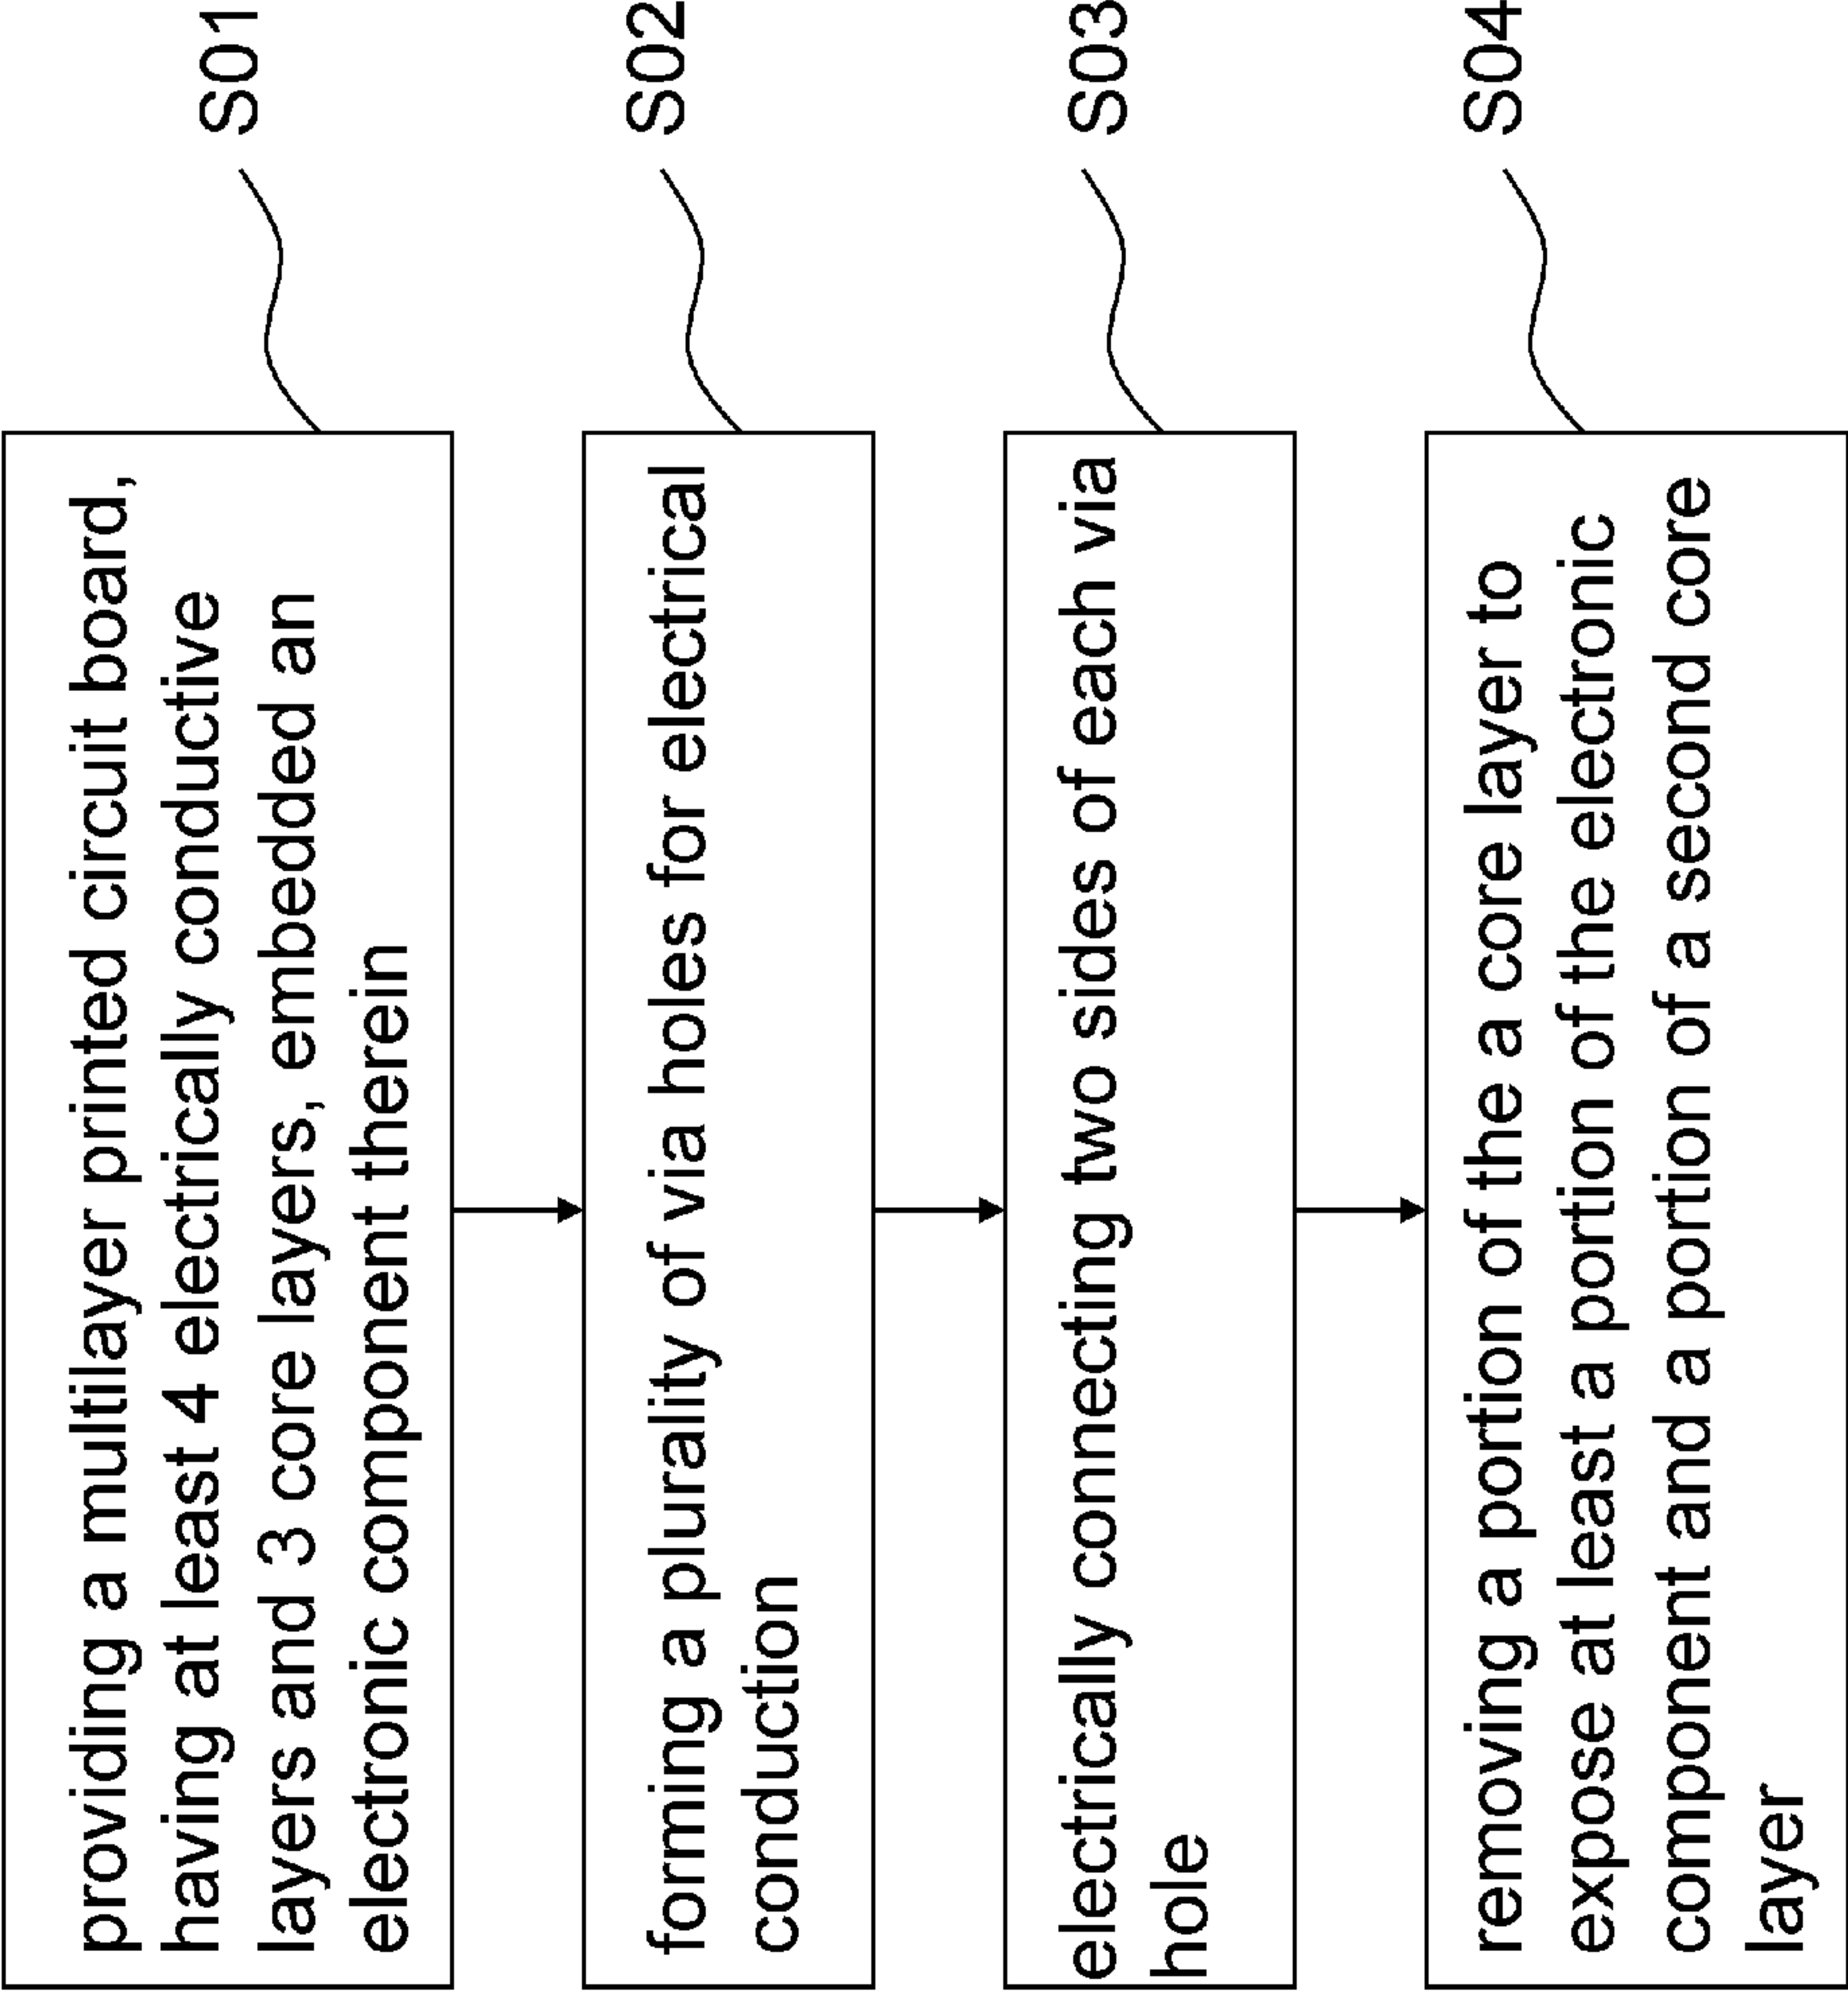 providing a multilayer printed circuit board,
having at least 4 electrically conductive
layers and 3 core layers, embedded an
electronic component therein
S01
forming a plurality of via holes for electrical
conduction
S02
electrically connecting two sides of each via
hole
S03
removing a portion of the a core layer to
expose at least a portion of the electronic
component and a portion of a second core
layer
S04